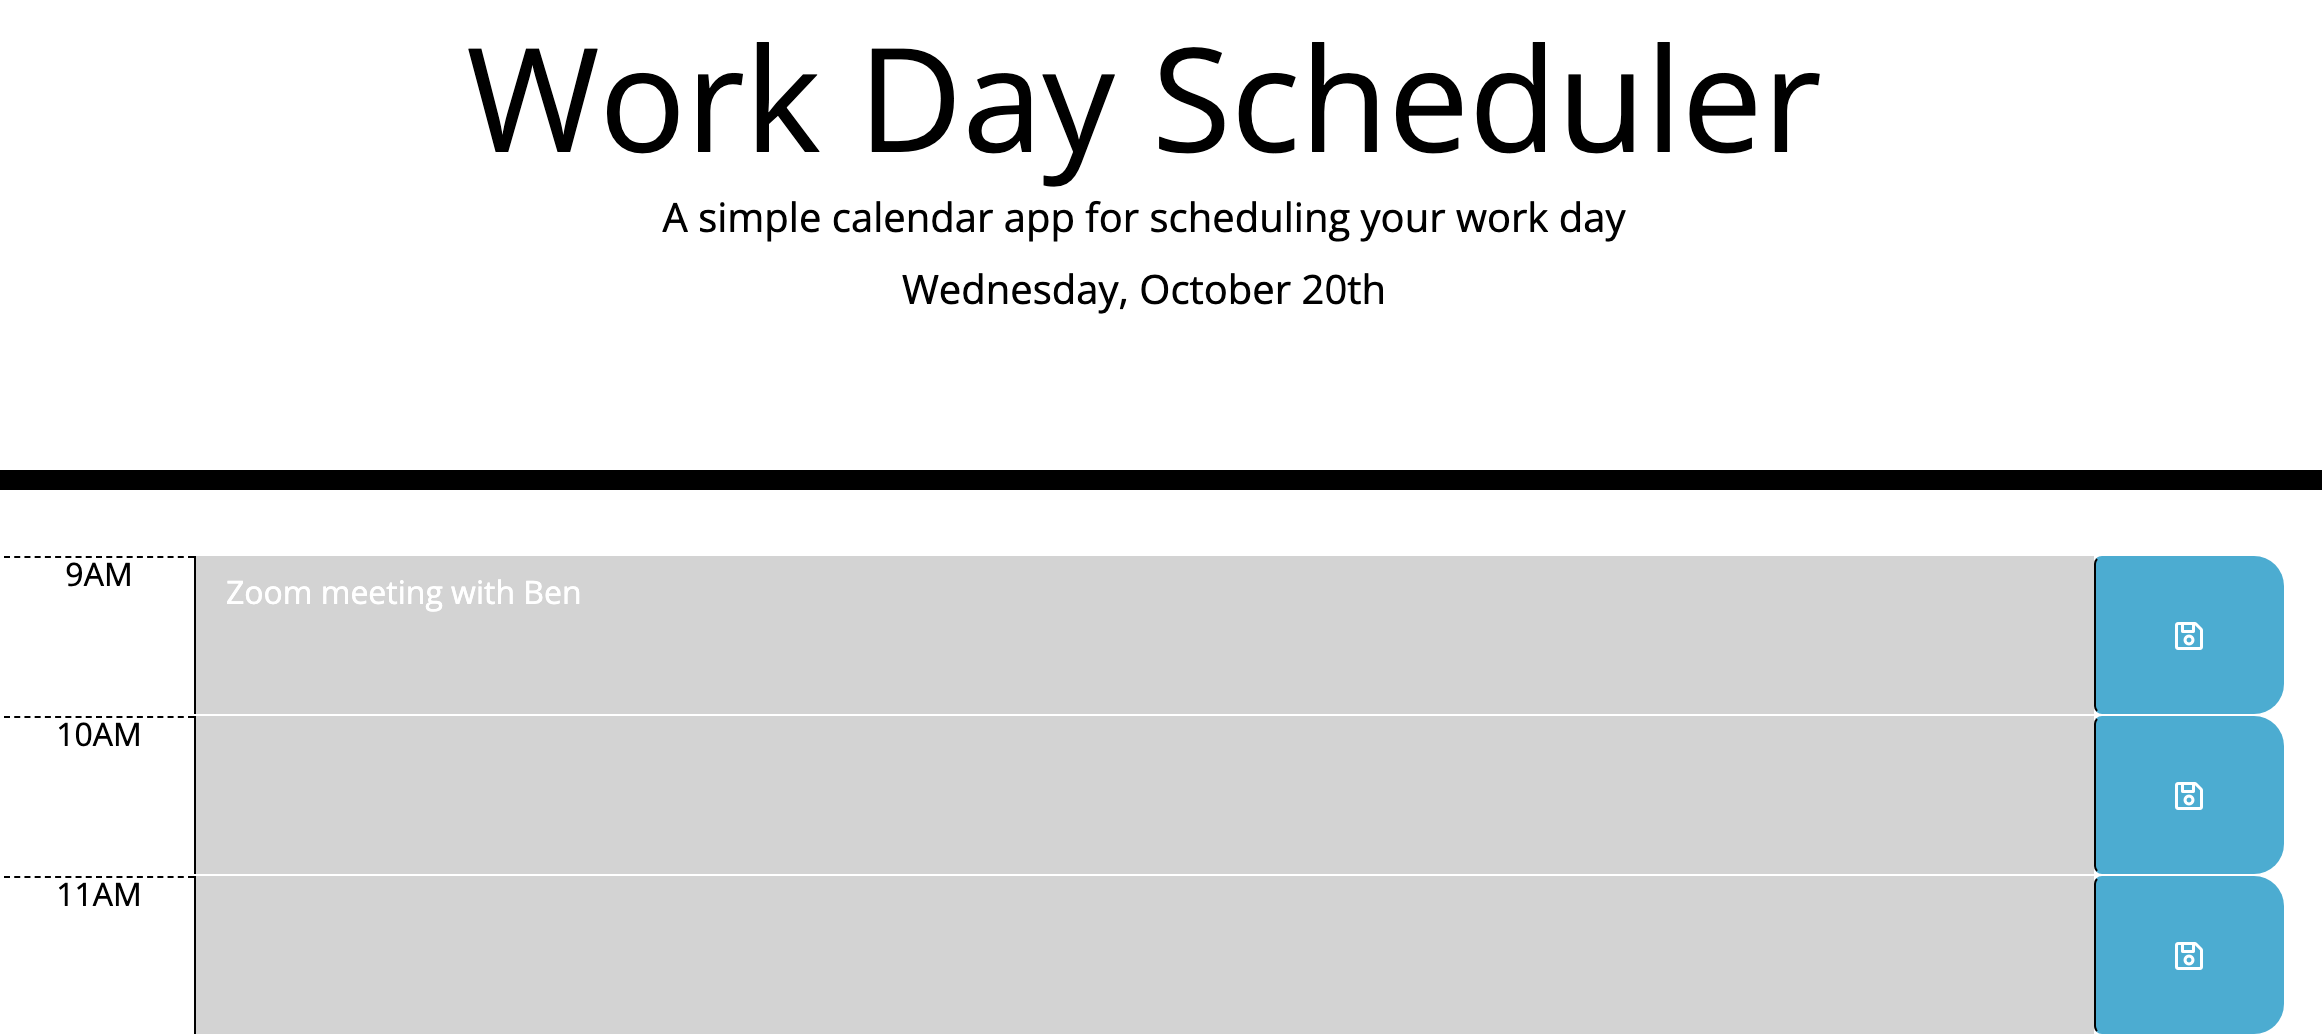 Work Day Scheduler
A simple calendar app for scheduling your work day
Wednesday, October 20th
9AM
Zoom meeting with Ben
10AM
11AM